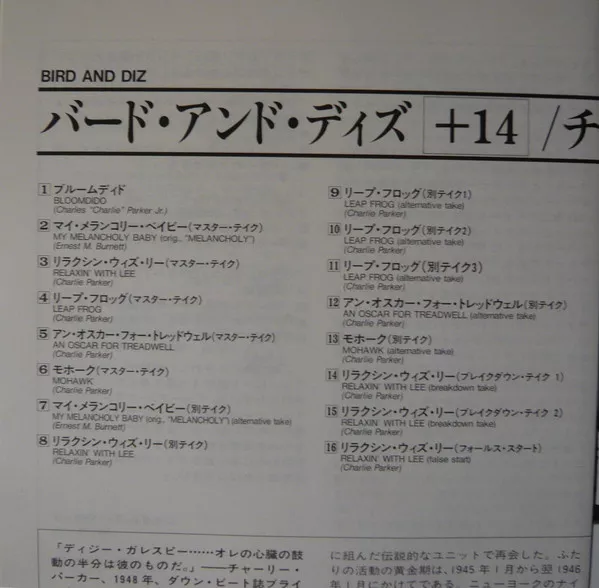 BIRD AND DIZ
バード・アンド・ディズ +14 /チ
1 ブルームディド
BLOOMDIDO
(Charles "Charlie" Parker Jr.)
2 マイ・メランコリー・ベイビー(マスター・テイク)
MY MELANCHOLY BABY (orig., "MELANCHOLY")
(Ernest M. Burnett)
3 リラクシン・ウィズ・リー(マスター・テイク)
RELAXIN' WITH LEE
(Charlie Parker)
4 リープ・フロッグ(マスター・テイク)
LEAP FROG
(Charlie Parker)
5 アン・オスカー・フォー・トレッドウェル(マスター・テイク)
AN OSCAR FOR TREADWELL
(Charlie Parker)
6 モホーク(マスター・テイク)
MOHAWK
(Charlie Parker)
7 マイ・メランコリー・ベイビー(別テイク)
MY MELANCHOLY BABY (orig., "MELANCHOLY") (alternative take)
(Ernest M. Burnett)
8 リラクシン・ウィズ・リー(別テイク)
RELAXIN' WITH LEE
(Charlie Parker)
9 リープ・フロッグ(別テイク1)
LEAP FROG (alternative take)
(Charlie Parker)
10 リープ・フロッグ(別テイク2)
LEAP FROG (alternative take)
(Charlie Parker)
11 リープ・フロッグ(別テイク3)
LEAP FROG (alternative take)
(Charlie Parker)
12 アン・オスカー・フォー・トレッドウェル(別テイク)
AN OSCAR FOR TREADWELL (alternative take)
(Charlie Parker)
13 モホーク(別テイク)
MOHAWK (alternative take)
(Charlie Parker)
14 リラクシン・ウィズ・リー(ブレイクダウン・テイク 1)
RELAXIN' WITH LEE (breakdown take)
(Charlie Parker)
15 リラクシン・ウィズ・リー(ブレイクダウン・テイク 2)
RELAXIN' WITH LEE (breakdown take)
(Charlie Parker)
16 リラクシン・ウィズ・リー(フォールス・スタート)
RELAXIN' WITH LEE (false start)
(Charlie Parker)
「ディジー・ガレスピー……オレの心臓の鼓
動の半分は彼のものだ。」――チャーリー・
パーカー、1948年、ダウン・ビート誌ブライ
に組んだ伝説的なユニットで再会した。ふた
りの活動の黄金期は、1945年1月から翌1946
年1月にかけてである。ニューヨークのナイ